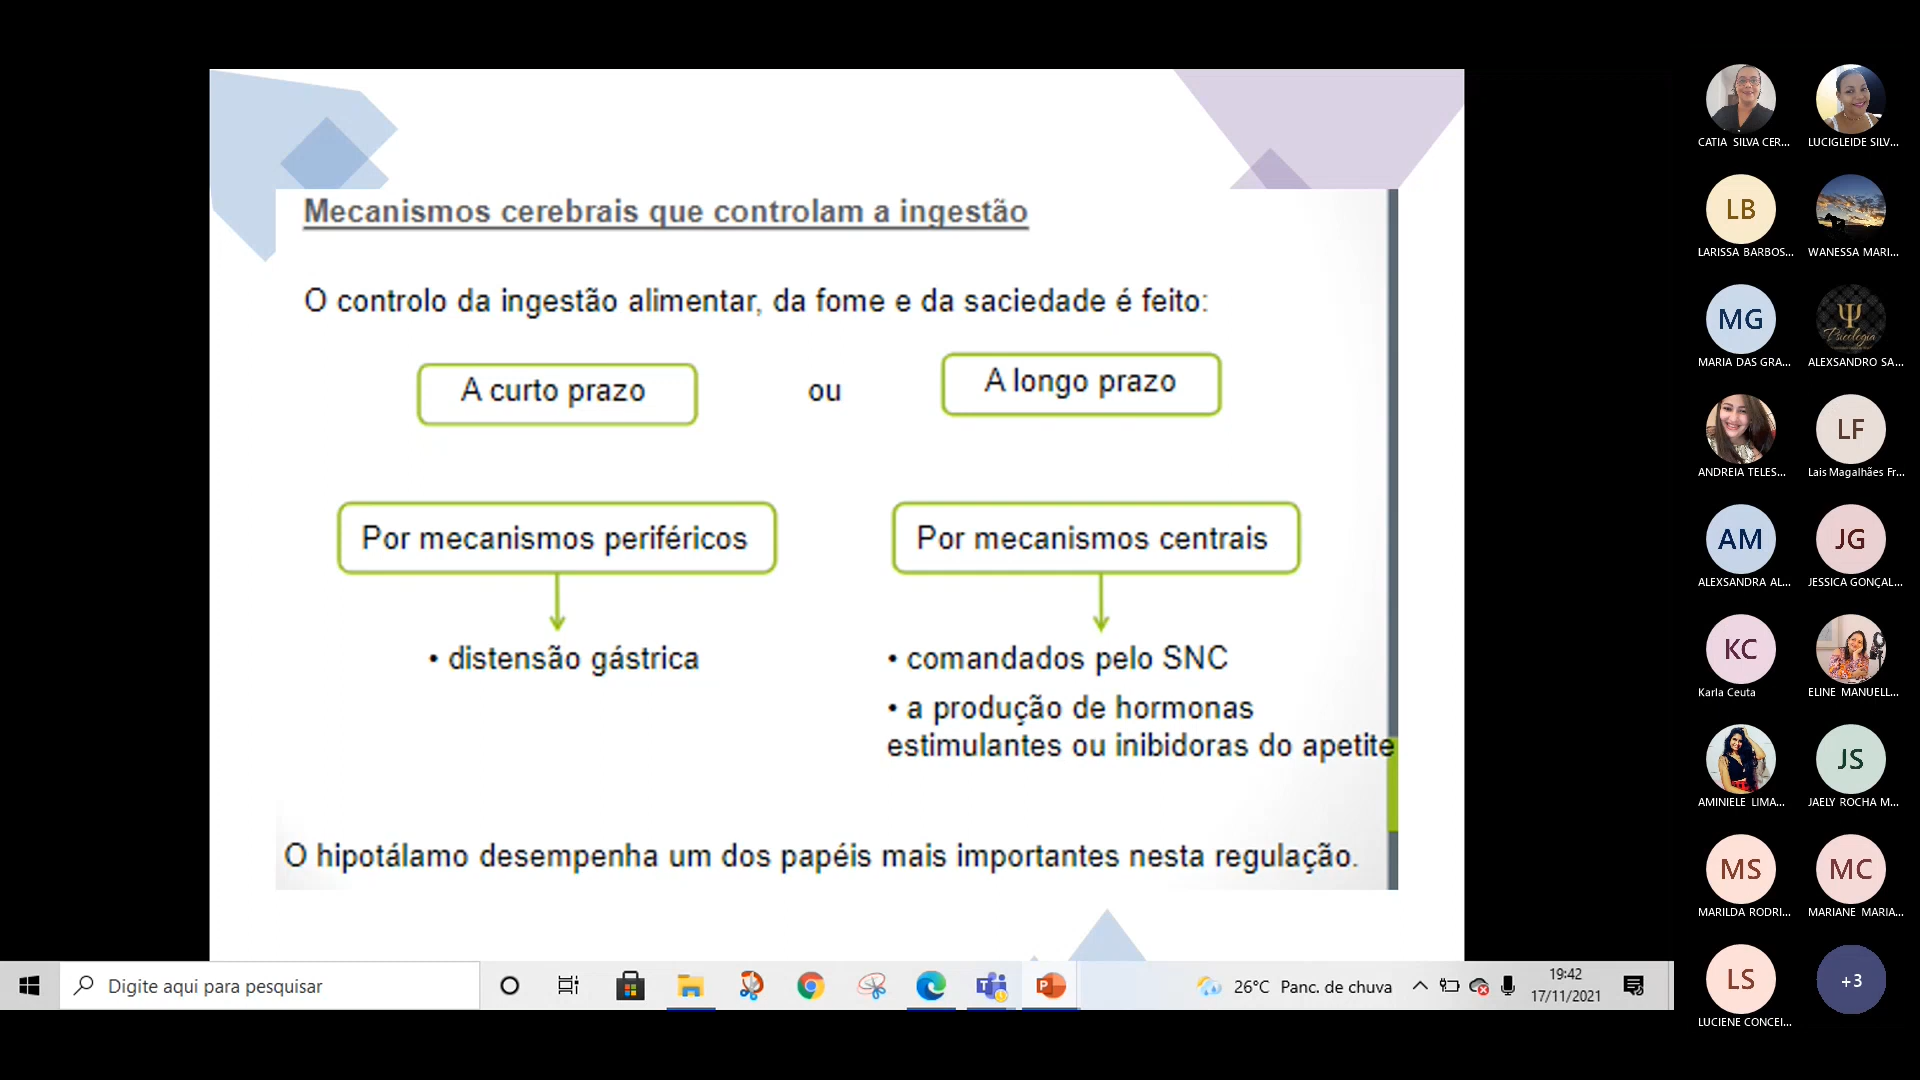 Mecanismos cerebrais que controlam a ingestão
O controlo da ingestão alimentar, da fome e da saciedade é feito:
A curto prazo
ou
A longo prazo
Por mecanismos periféricos
Por mecanismos centrais
• distensão gástrica
• comandados pelo SNC
• a produção de hormonas
estimulantes ou inibidoras do apetite
O hipotálamo desempenha um dos papéis mais importantes nesta regulação.
CATIA SILVA CER...
LUCIGLEIDE SILV...
LB
LARISSA BARBOS...
WANESSA MARI...
MG
MARIA DAS GRA...
Ψ
Psicologia
ALEXSANDRO SA...
ANDREIA TELES...
LF
Lais Magalhães Fr...
AM
ALEXSANDRA AL...
JG
JESSICA GONÇAL...
KC
Karla Ceuta
ELINE MANUELL...
AMINIELE LIMA...
JS
JAELY ROCHA M...
MS
MARILDA RODRI...
MC
MARIANE MARIA...
LS
LUCIENE CONCEI...
+3
Digite aqui para pesquisar
26°C Panc. de chuva
19:42
17/11/2021